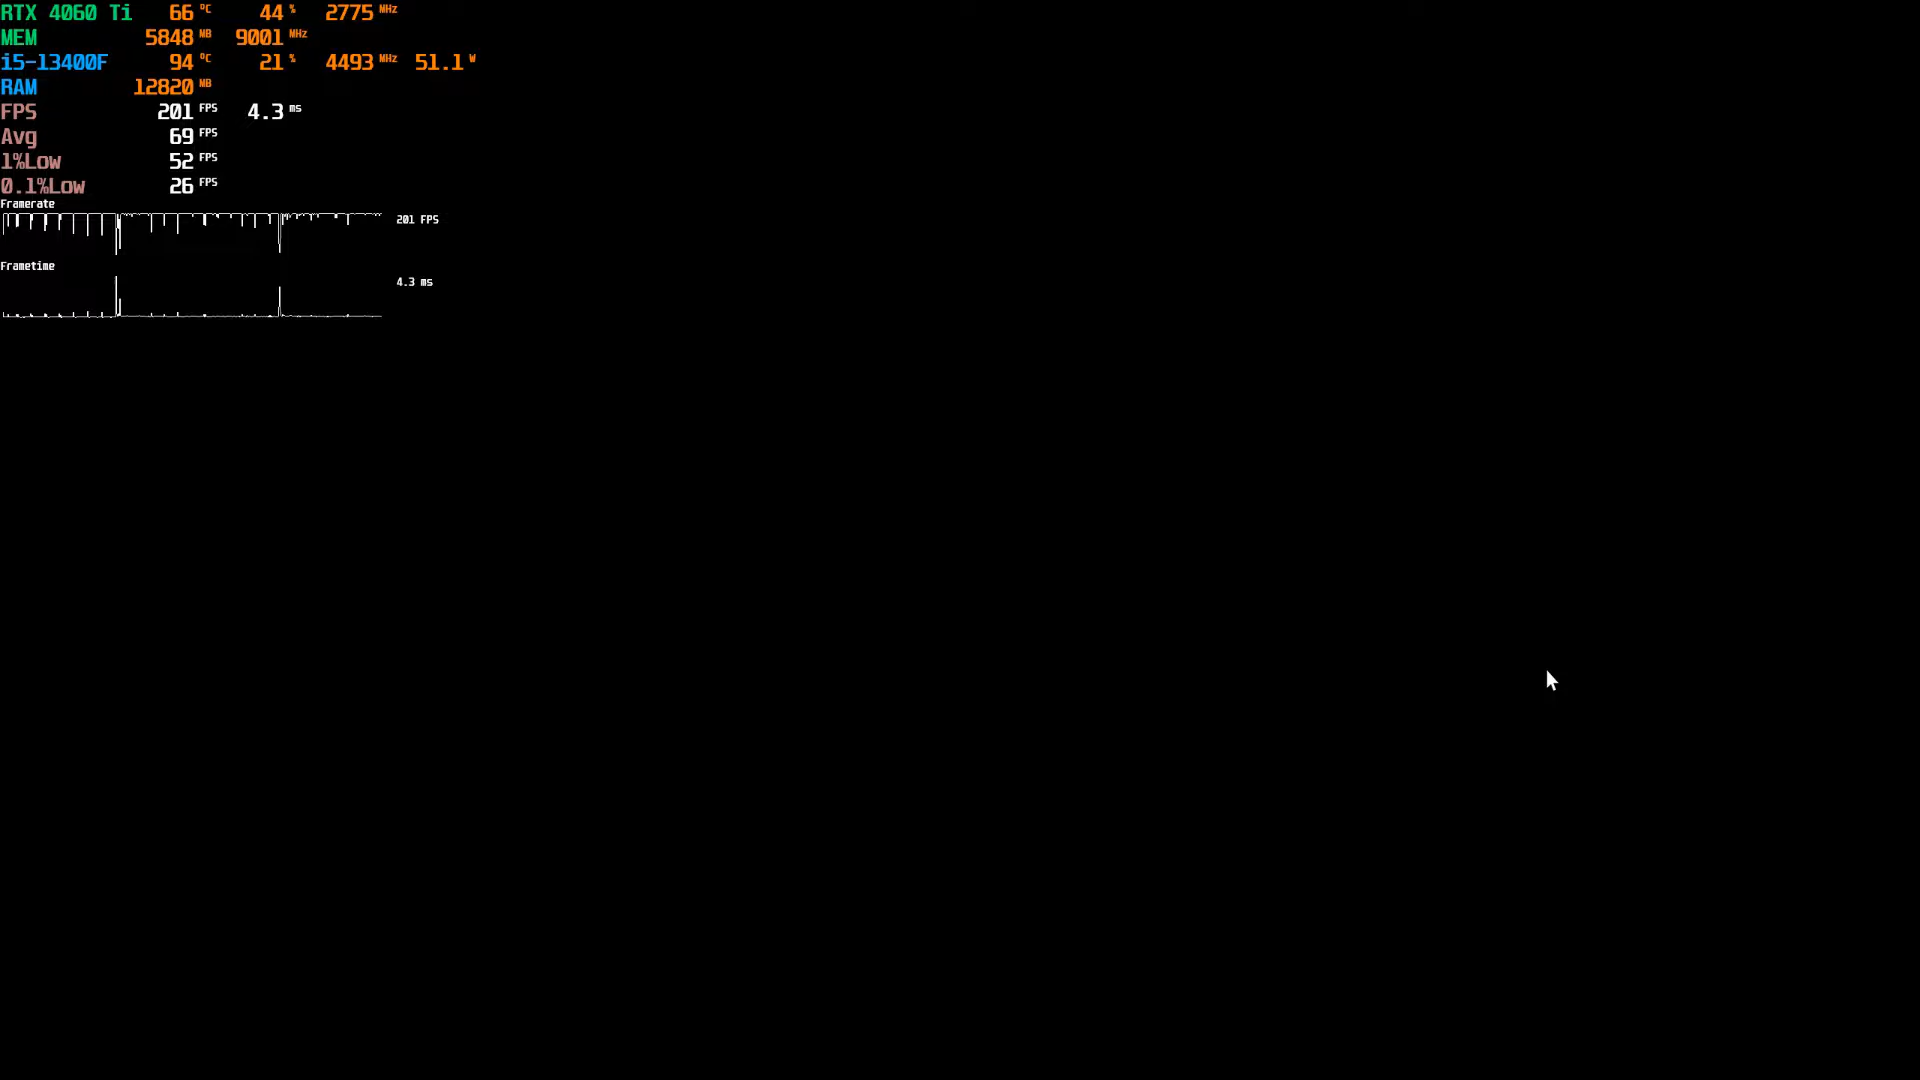 RTX 4060 Ti 66 °C 44 % 2775 MHz
MEM 5848 MB 9001 MHz
i5-13400F 94 °C 21 % 4493 MHz 51.1 W
RAM 12820 MB
FPS 201 FPS 4.3 ms
Avg 69 FPS
1%Low 52 FPS
0.1%Low 26 FPS
Framerate
201 FPS
Frametime
4.3 ms